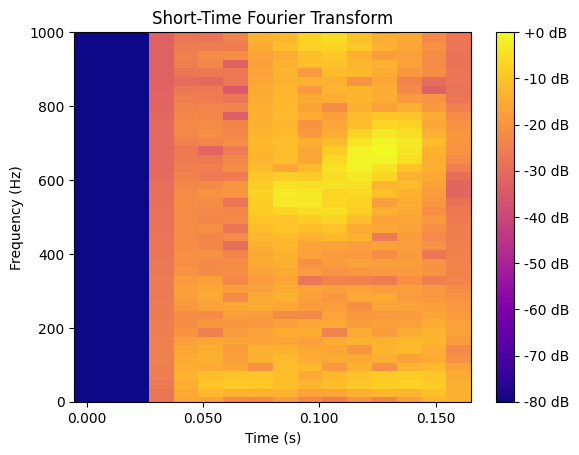 Short-Time Fourier Transform
Frequency (Hz)
1000
800
600
400
200
0
0.000
0.050
0.100
0.150
Time (s)
+0 dB
-10 dB
-20 dB
-30 dB
-40 dB
-50 dB
-60 dB
-70 dB
-80 dB